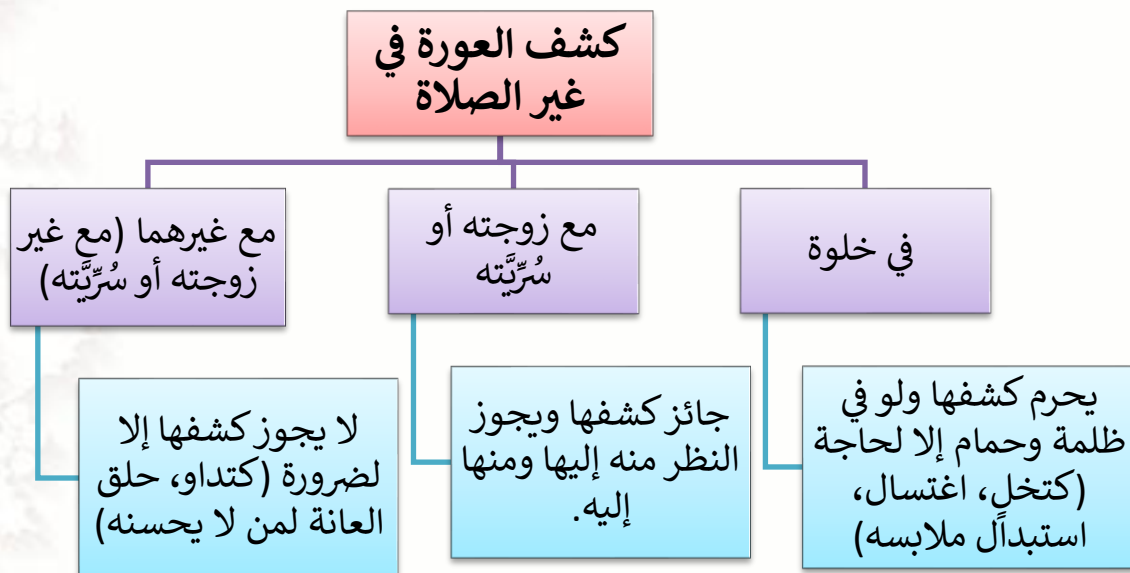 كشف العورة في
غير الصلاة
في خلوة
يحرم كشفها ولو في
ظلمة وحمام إلا لحاجة
(كتخلٍ، اغتسال،
استبدال ملابسه)
مع زوجته أو
سُرِّيَّته
جائز كشفها ويجوز
النظر منه إليها ومنها
إليه.
مع غيرهما (مع غير
زوجته أو سُرِّيَّته)
لا يجوز كشفها إلا
لضرورة (كتداو، حلق
العانة لمن لا يحسنه)